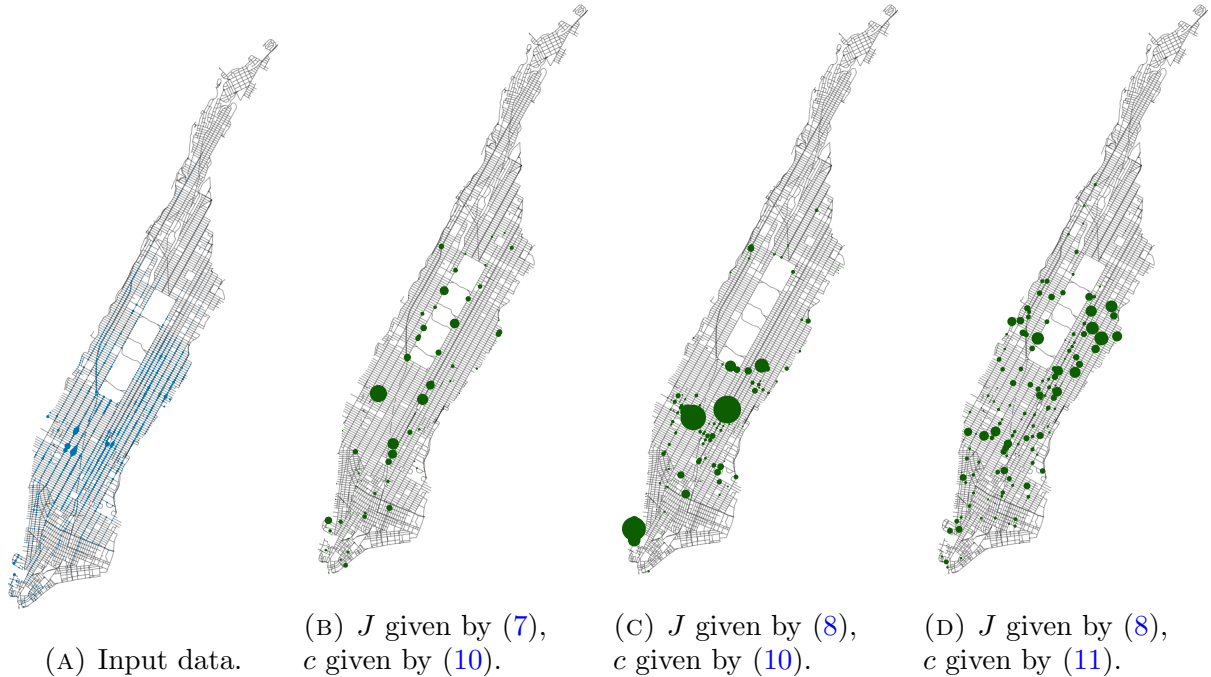 (A) Input data.
(B) J given by (7),
c given by (10).
(C) J given by (8),
c given by (10).
(D) J given by (8),
c given by (11).